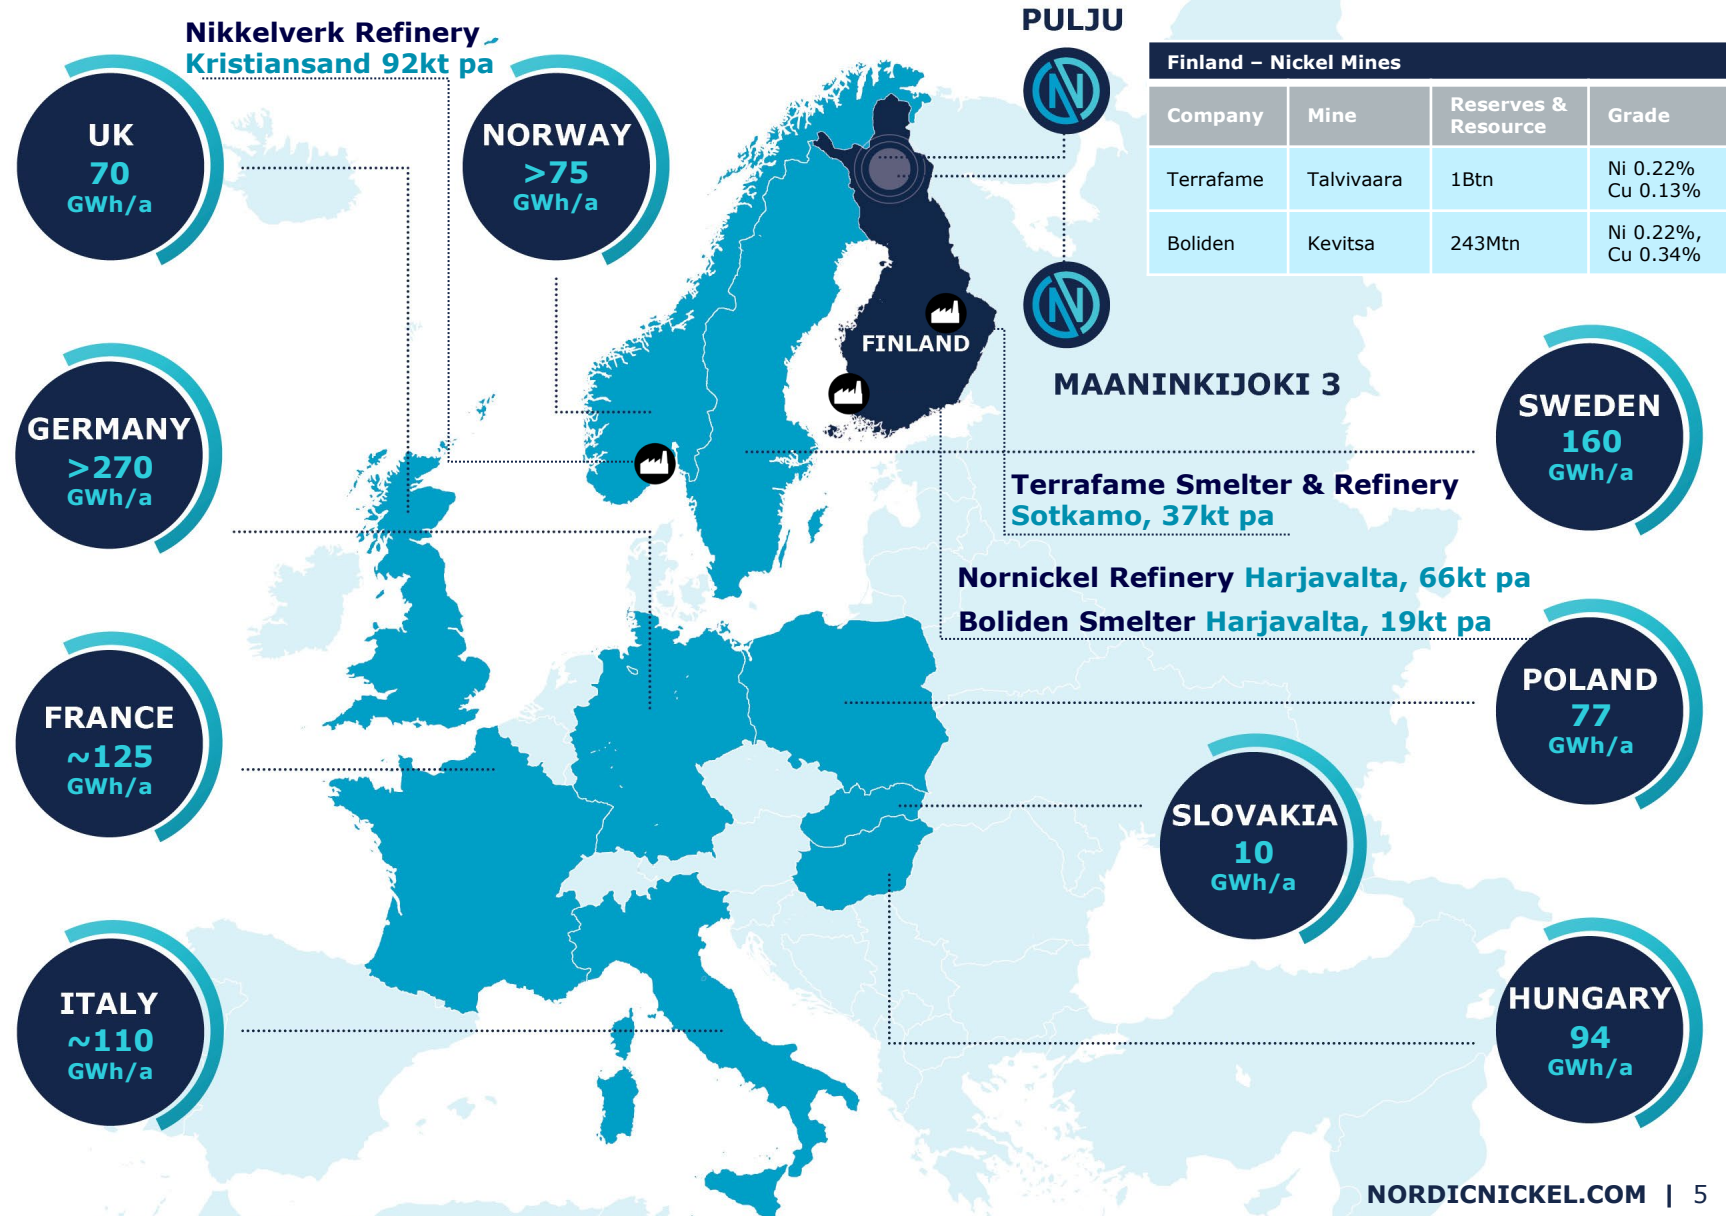 Nikkelverk Refinery
Kristiansand 92kt pa
PULJU
Finland – Nickel Mines
Company Mine Reserves & Resource Grade
Terrafame Talvivaara 1Btn Ni 0.22% Cu 0.13%
Boliden Kevitsa 243Mtn Ni 0.22%, Cu 0.34%
UK
70
GWh/a
NORWAY
>75
GWh/a
FINLAND
MAANINKIJOKI 3
GERMANY
>270
GWh/a
SWEDEN
160
GWh/a
Terrafame Smelter & Refinery
Sotkamo, 37kt pa
Nornickel Refinery Harjavalta, 66kt pa
Boliden Smelter Harjavalta, 19kt pa
FRANCE
~125
GWh/a
POLAND
77
GWh/a
SLOVAKIA
10
GWh/a
ITALY
~110
GWh/a
HUNGARY
94
GWh/a
NORDICNICKEL.COM | 5